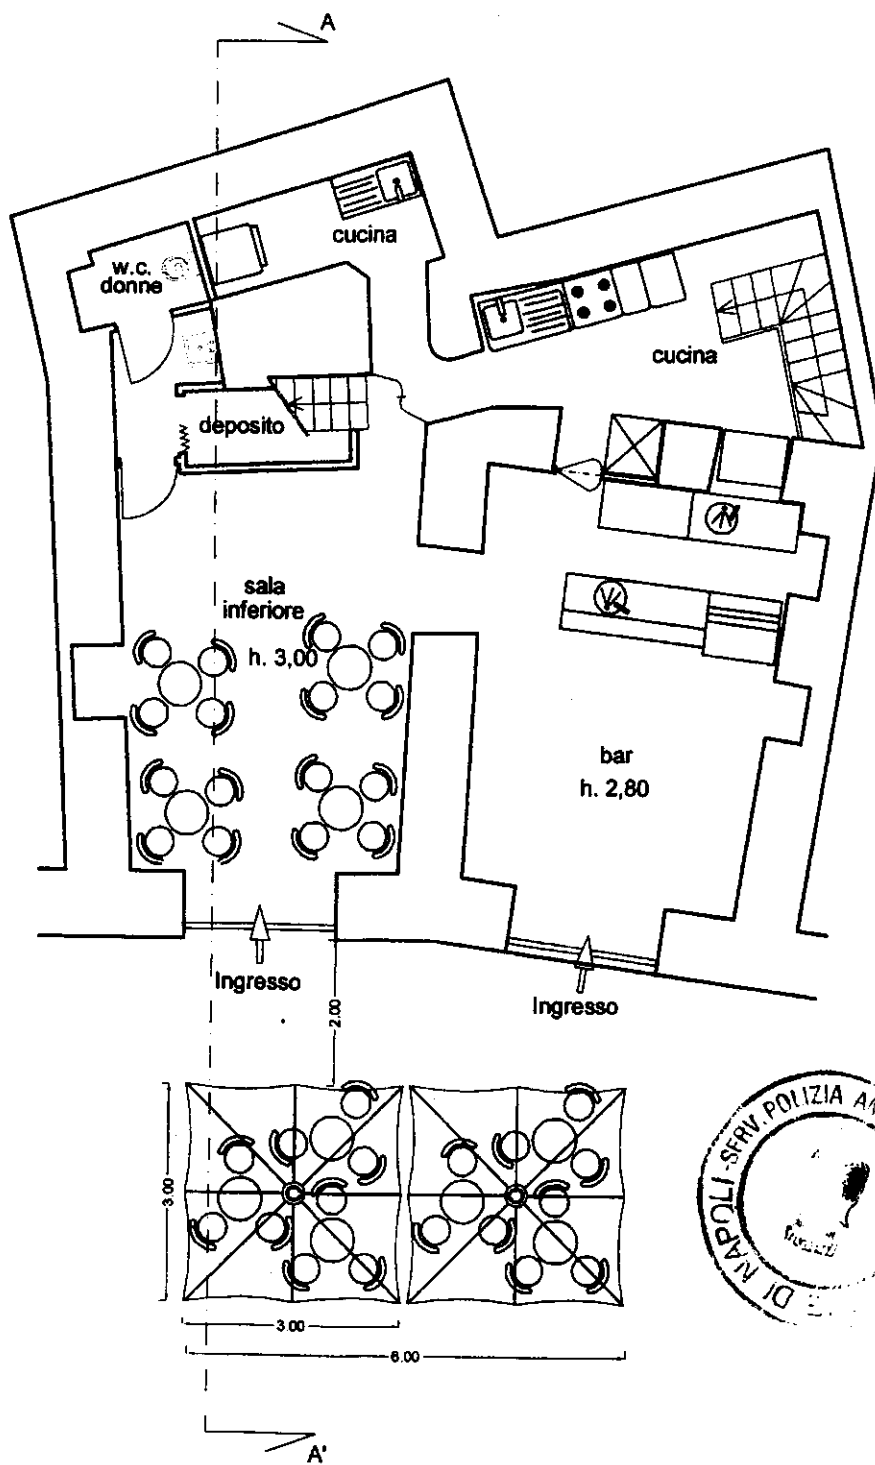 A
cucina
w.c.
donne
cucina
deposito
sala
inferiore
h. 3,00
bar
h. 2,80
Ingresso
Ingresso
2.00
3.00
3.00
6.00
A'
DI NAPOLI - SERV. POLIZIA